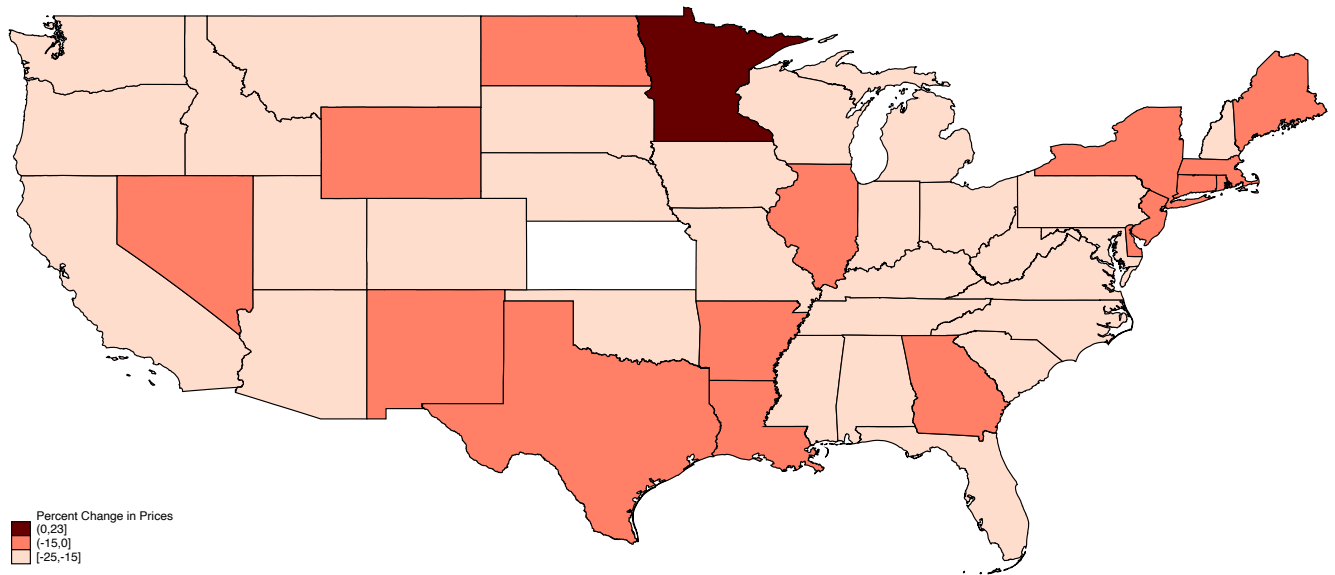 Percent Change in Prices
(0,23]
(-15,0]
[-25,-15]